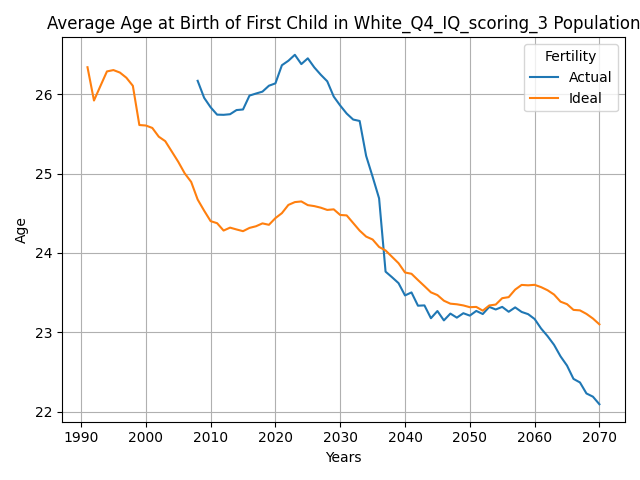 Average Age at Birth of First Child in White_Q4_IQ_scoring_3 Population
Fertility
Actual
Ideal
Age
26
25
24
23
22
1990 2000 2010 2020 2030 2040 2050 2060 2070
Years